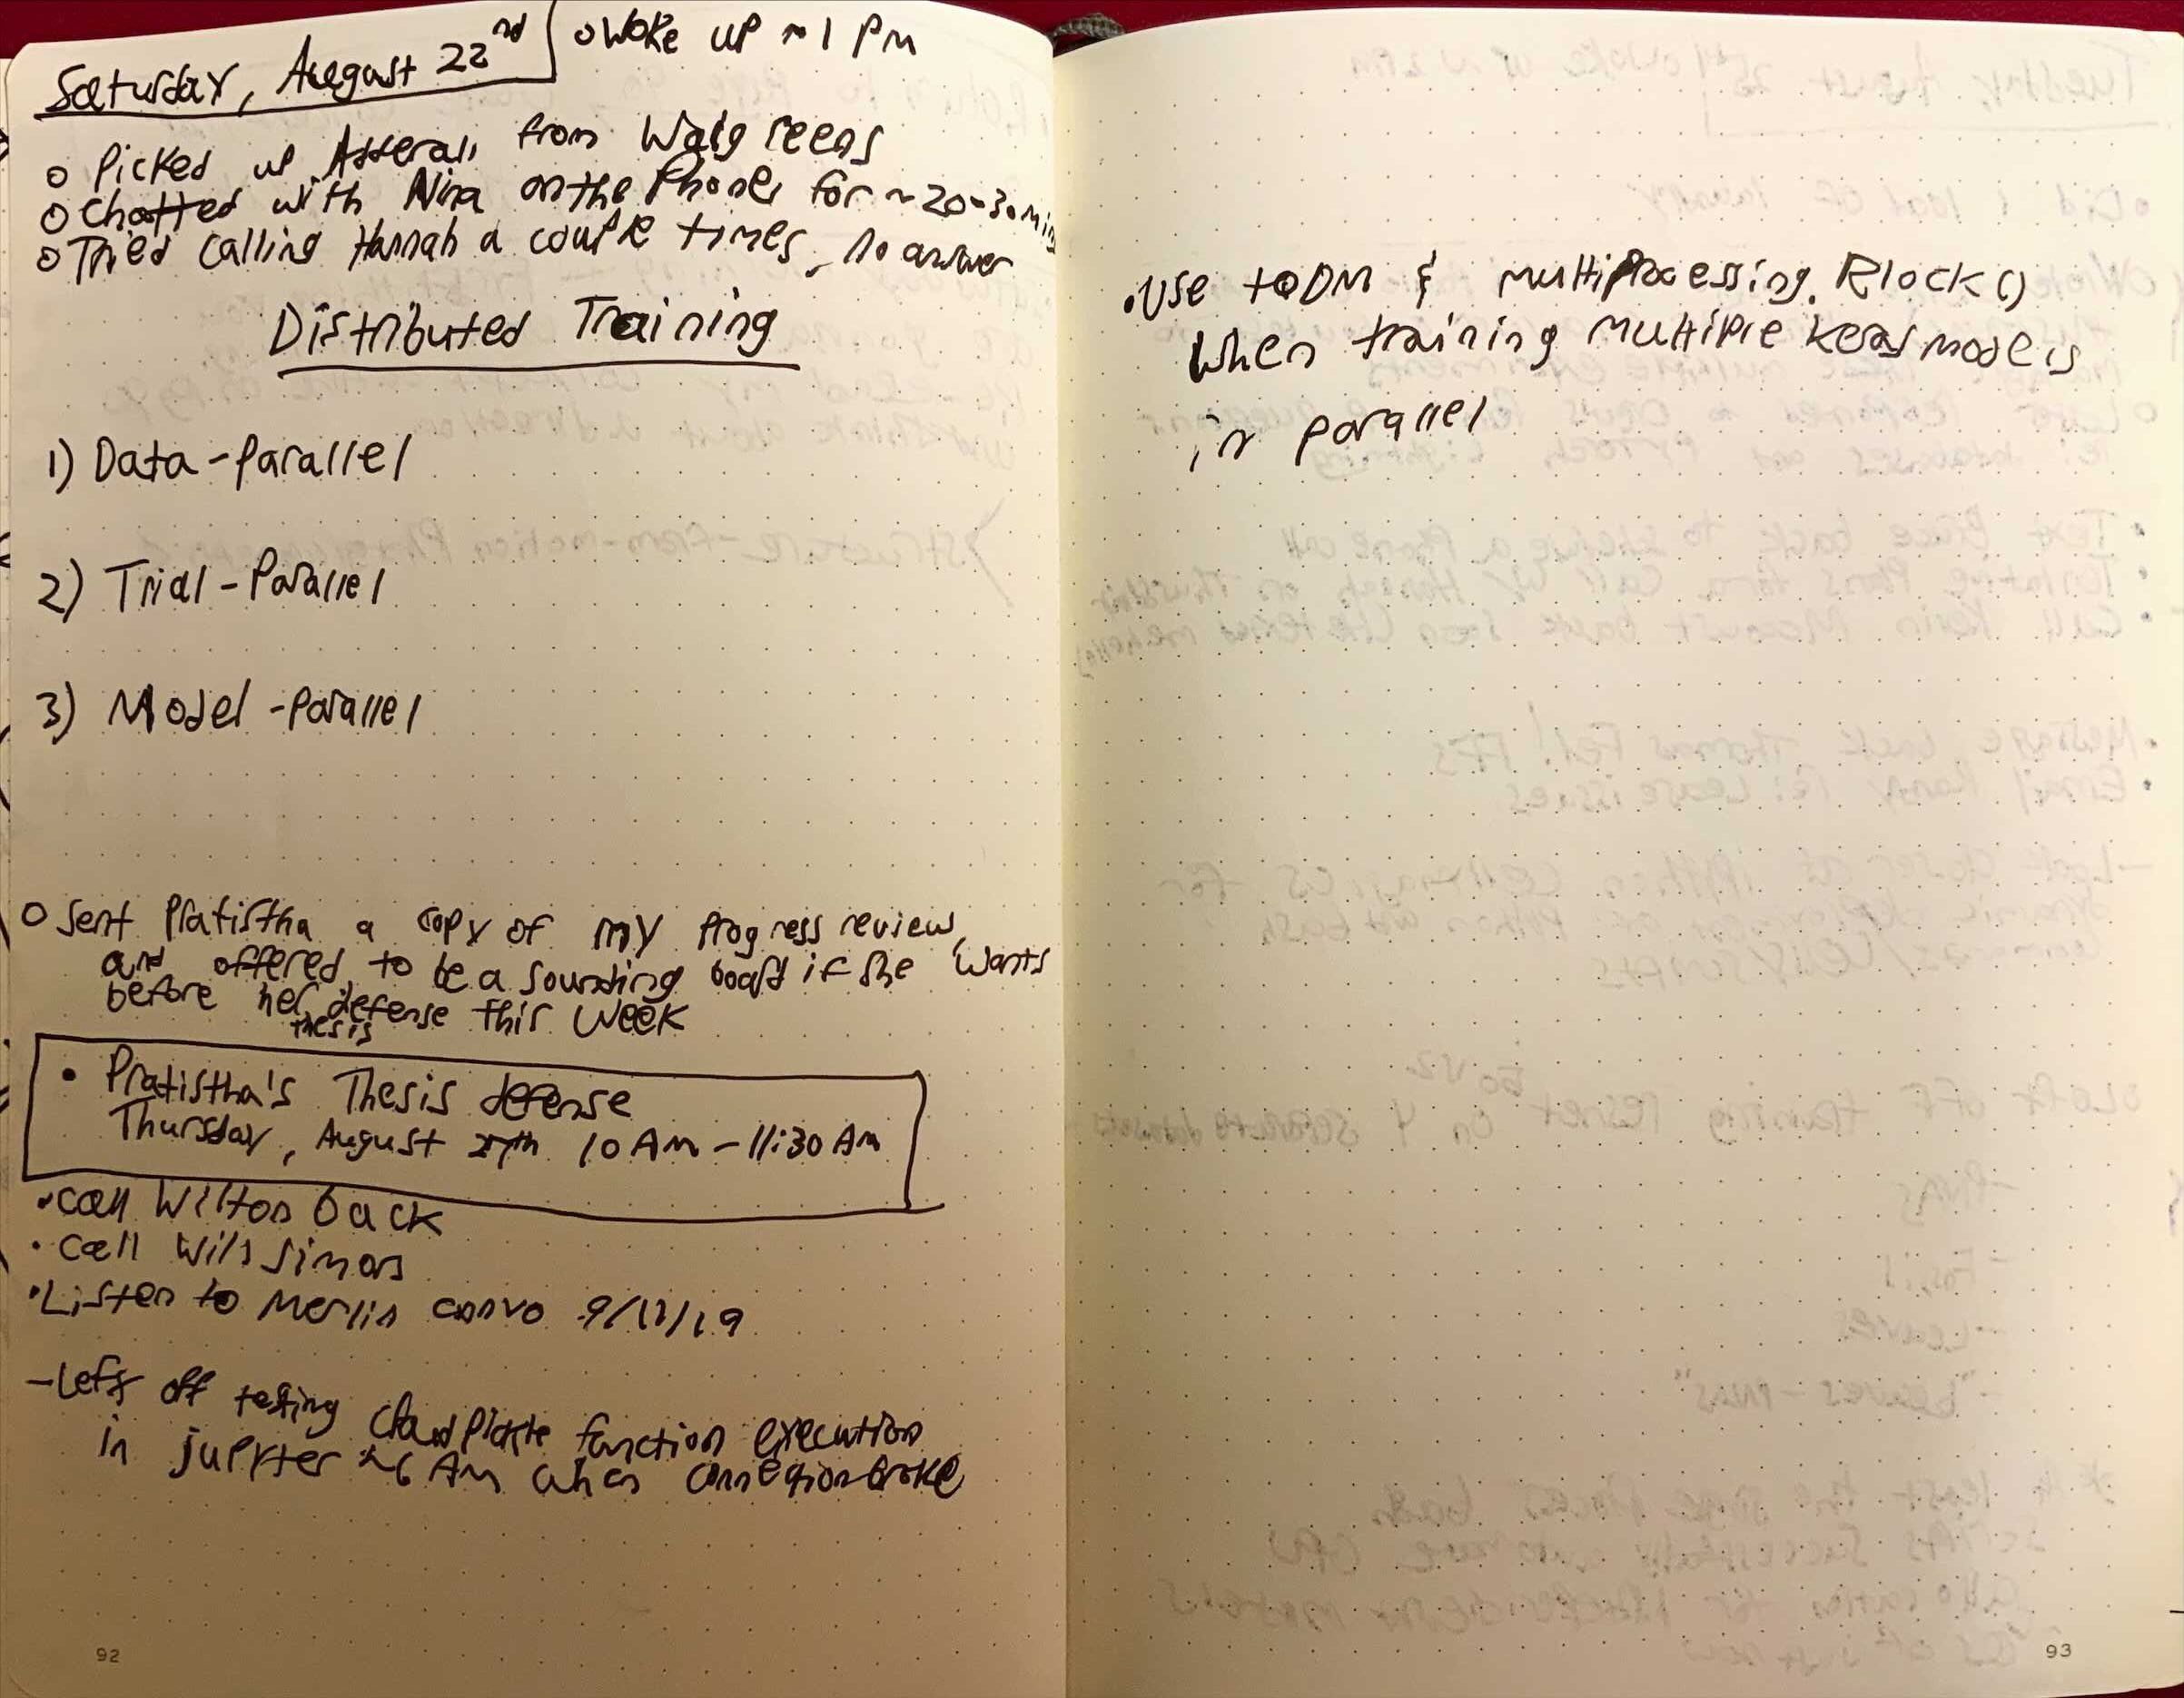 Saturday, August 22nd
o Woke up ~1 PM
o Picked up Adderall from Walgreens
o Chatted with Nina on the Phone, for ~20-30 min
o Tried calling Hannah a couple times, no answer
Distributed Training
1) Data-parallel
2) Trial-Parallel
3) Model-parallel
o Sent Pratistha a copy of my progress review,
and offered to be a sounding board if she wants
before her thesis defense this week
• Pratistha's Thesis defense
Thursday, August 27th 10 AM - 11:30 AM
• call Wilton back
• call Wils Simons
• Listen to Merlin convo 9/12/19
- Left off testing cloudpickle function execution
in jupyter ~6 AM when connection broke
92
• Use TQDM & multiprocessing.Rlock()
When training multiple keras models
in parallel
93